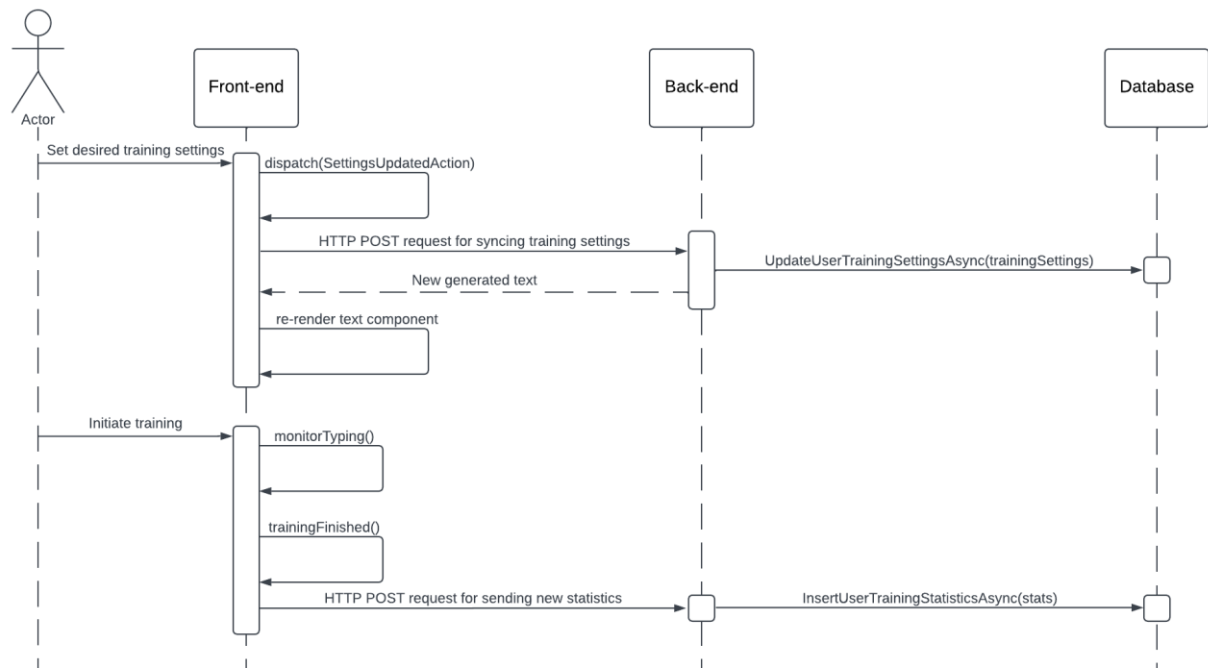 Front-end
Back-end
Database
Actor
Set desired training settings
dispatch(SettingsUpdatedAction)
HTTP POST request for syncing training settings
UpdateUserTrainingSettingsAsync(trainingSettings)
New generated text
re-render text component
Initiate training
monitorTyping()
trainingFinished()
HTTP POST request for sending new statistics
InsertUserTrainingStatisticsAsync(stats)